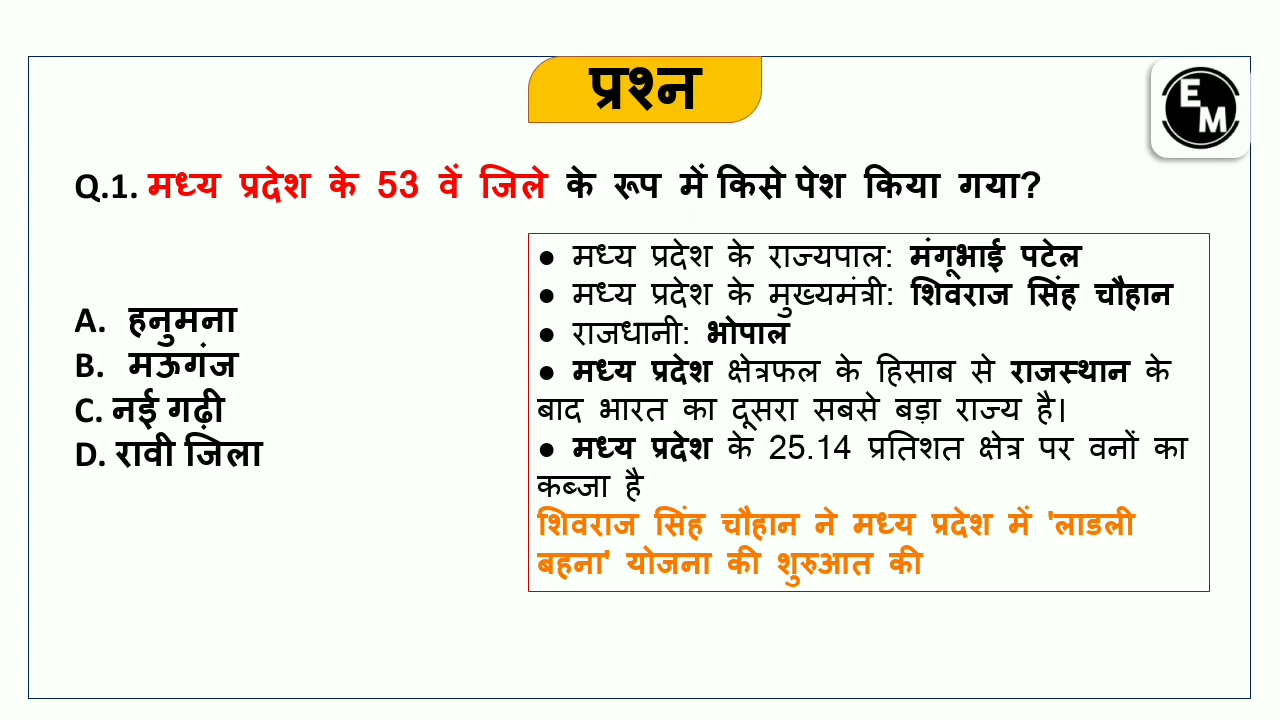 प्रश्न
E
M
Q.1. मध्य प्रदेश के 53 वें जिले के रूप में किसे पेश किया गया?
A. हनुमना
B. मऊगंज
C. नई गढ़ी
D. रावी जिला
● मध्य प्रदेश के राज्यपाल: मंगूभाई पटेल
● मध्य प्रदेश के मुख्यमंत्री: शिवराज सिंह चौहान
● राजधानी: भोपाल
● मध्य प्रदेश क्षेत्रफल के हिसाब से राजस्थान के
बाद भारत का दूसरा सबसे बड़ा राज्य है।
● मध्य प्रदेश के 25.14 प्रतिशत क्षेत्र पर वनों का
कब्जा है
शिवराज सिंह चौहान ने मध्य प्रदेश में 'लाडली
बहना' योजना की शुरुआत की